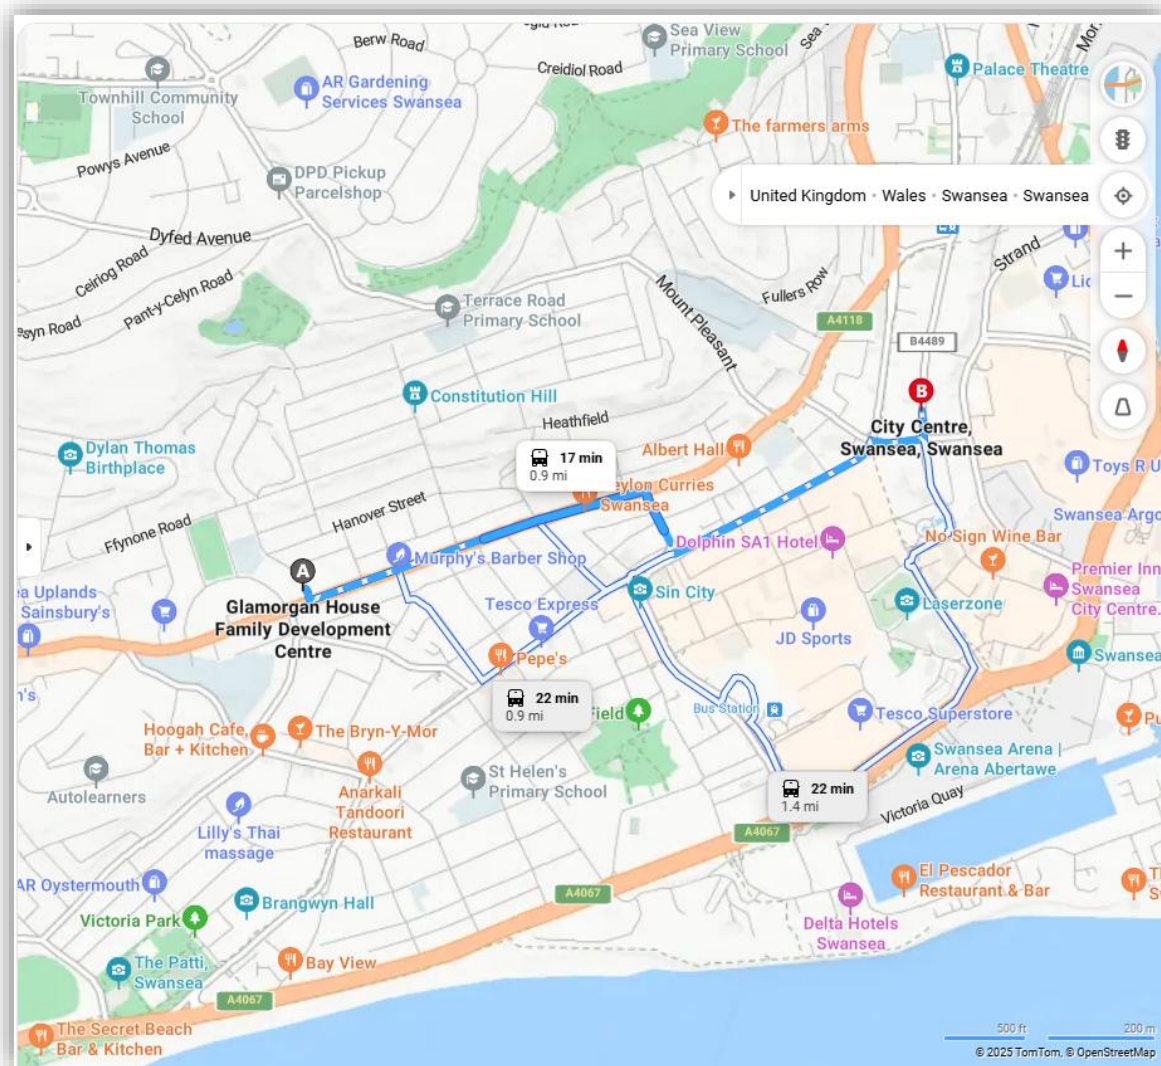 Berw Road
Sea View
Primary School
Creidiol Road
Palace Theatre
Townhill Community
School
AR Gardening
Services Swansea
The farmers arms
Powys Avenue
DPD Pickup
Parcelshop
United Kingdom • Wales • Swansea • Swansea
Dyfed Avenue
Strand
Ceiriog Road
Pant-y-Celyn Road
Fullers Row
Mount Pleasant
Terrace Road
Primary School
A4118
B4489
Constitution Hill
B
Heathfield
City Centre,
Swansea, Swansea
Dylan Thomas
Birthplace
Albert Hall
17 min
0.9 mi
Toys R U
eylon Curries
Swansea
Hanover Street
Ffynone Road
Swansea Argo
Dolphin SA1 Hotel
No Sign Wine Bar
Murphy's Barber Shop
A
Glamorgan House
Family Development
Centre
Premier Inn
Swansea
City Centre.
ea Uplands
Sainsbury's
Tesco Express
Sin City
Laserzone
JD Sports
Pepe's
Swansea
22 min
0.9 mi
Field
Bus Station
Tesco Superstore
Hoogah Cafe,
Bar + Kitchen
The Bryn-Y-Mor
Swansea Arena |
Arena Abertawe
Autolearners
Anarkali
Tandoori
Restaurant
St Helen's
Primary School
22 min
1.4 mi
Victoria Quay
Lilly's Thai
massage
A4067
AR Oystermouth
A4067
El Pescador
Restaurant & Bar
Victoria Park
Brangwyn Hall
Delta Hotels
Swansea
The Patti,
Swansea
Bay View
A4067
The Secret Beach
Bar & Kitchen
500 ft
200 m
© 2025 TomTom, © OpenStreetMap